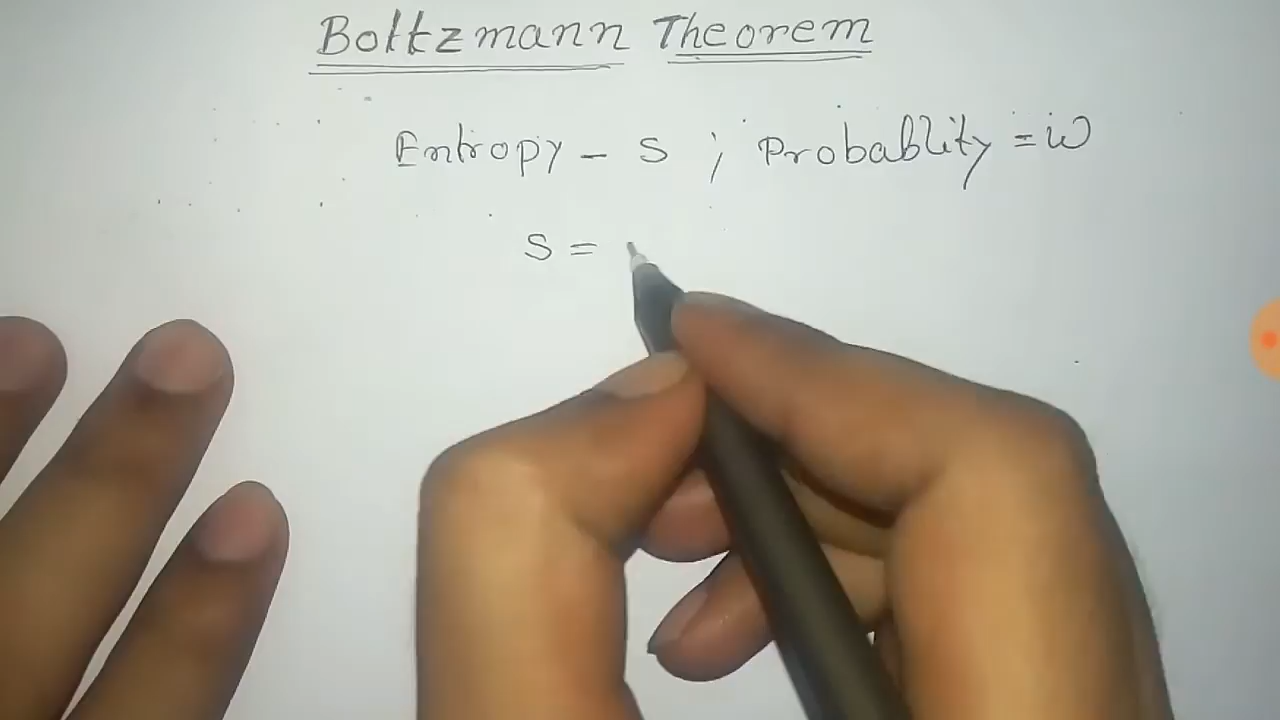 Boltzmann Theorem
Entropy - S ; Probablity = W
S =